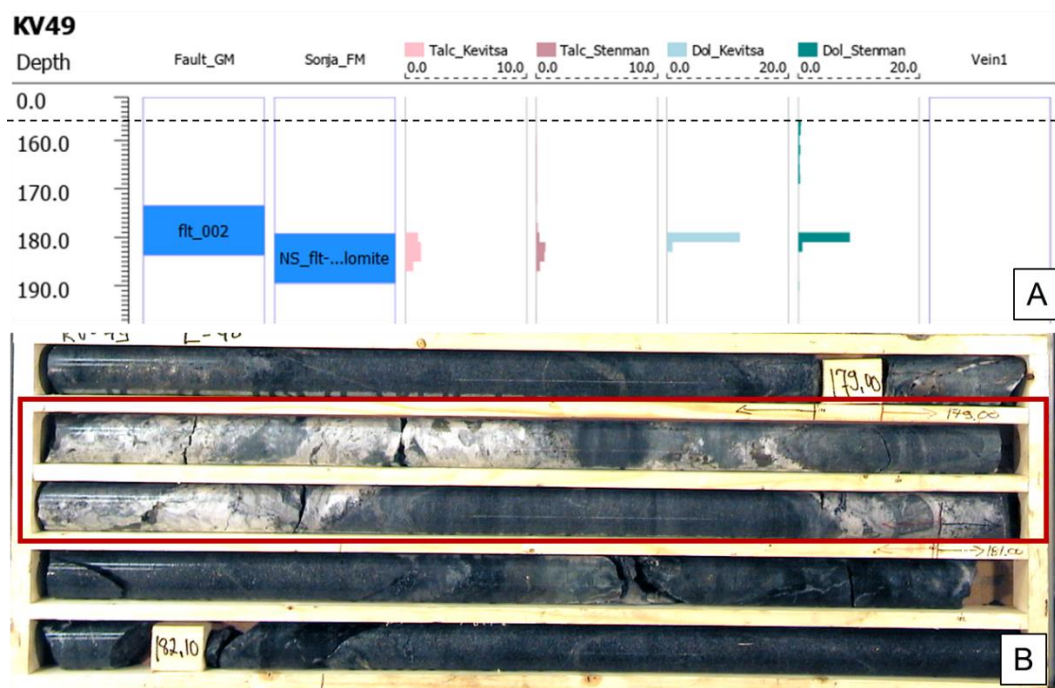 KV49
Depth Fault_GM Sonja_FM Talc_Kevitsa Talc_Stenman Dol_Kevitsa Dol_Stenman Vein1
0.0 10.0 0.0 10.0 0.0 20.0 0.0 20.0
0.0
160.0
170.0
180.0
190.0
flt_002
NS_flt-...lomite
A
179,00
179,00
181,00
182,10
B